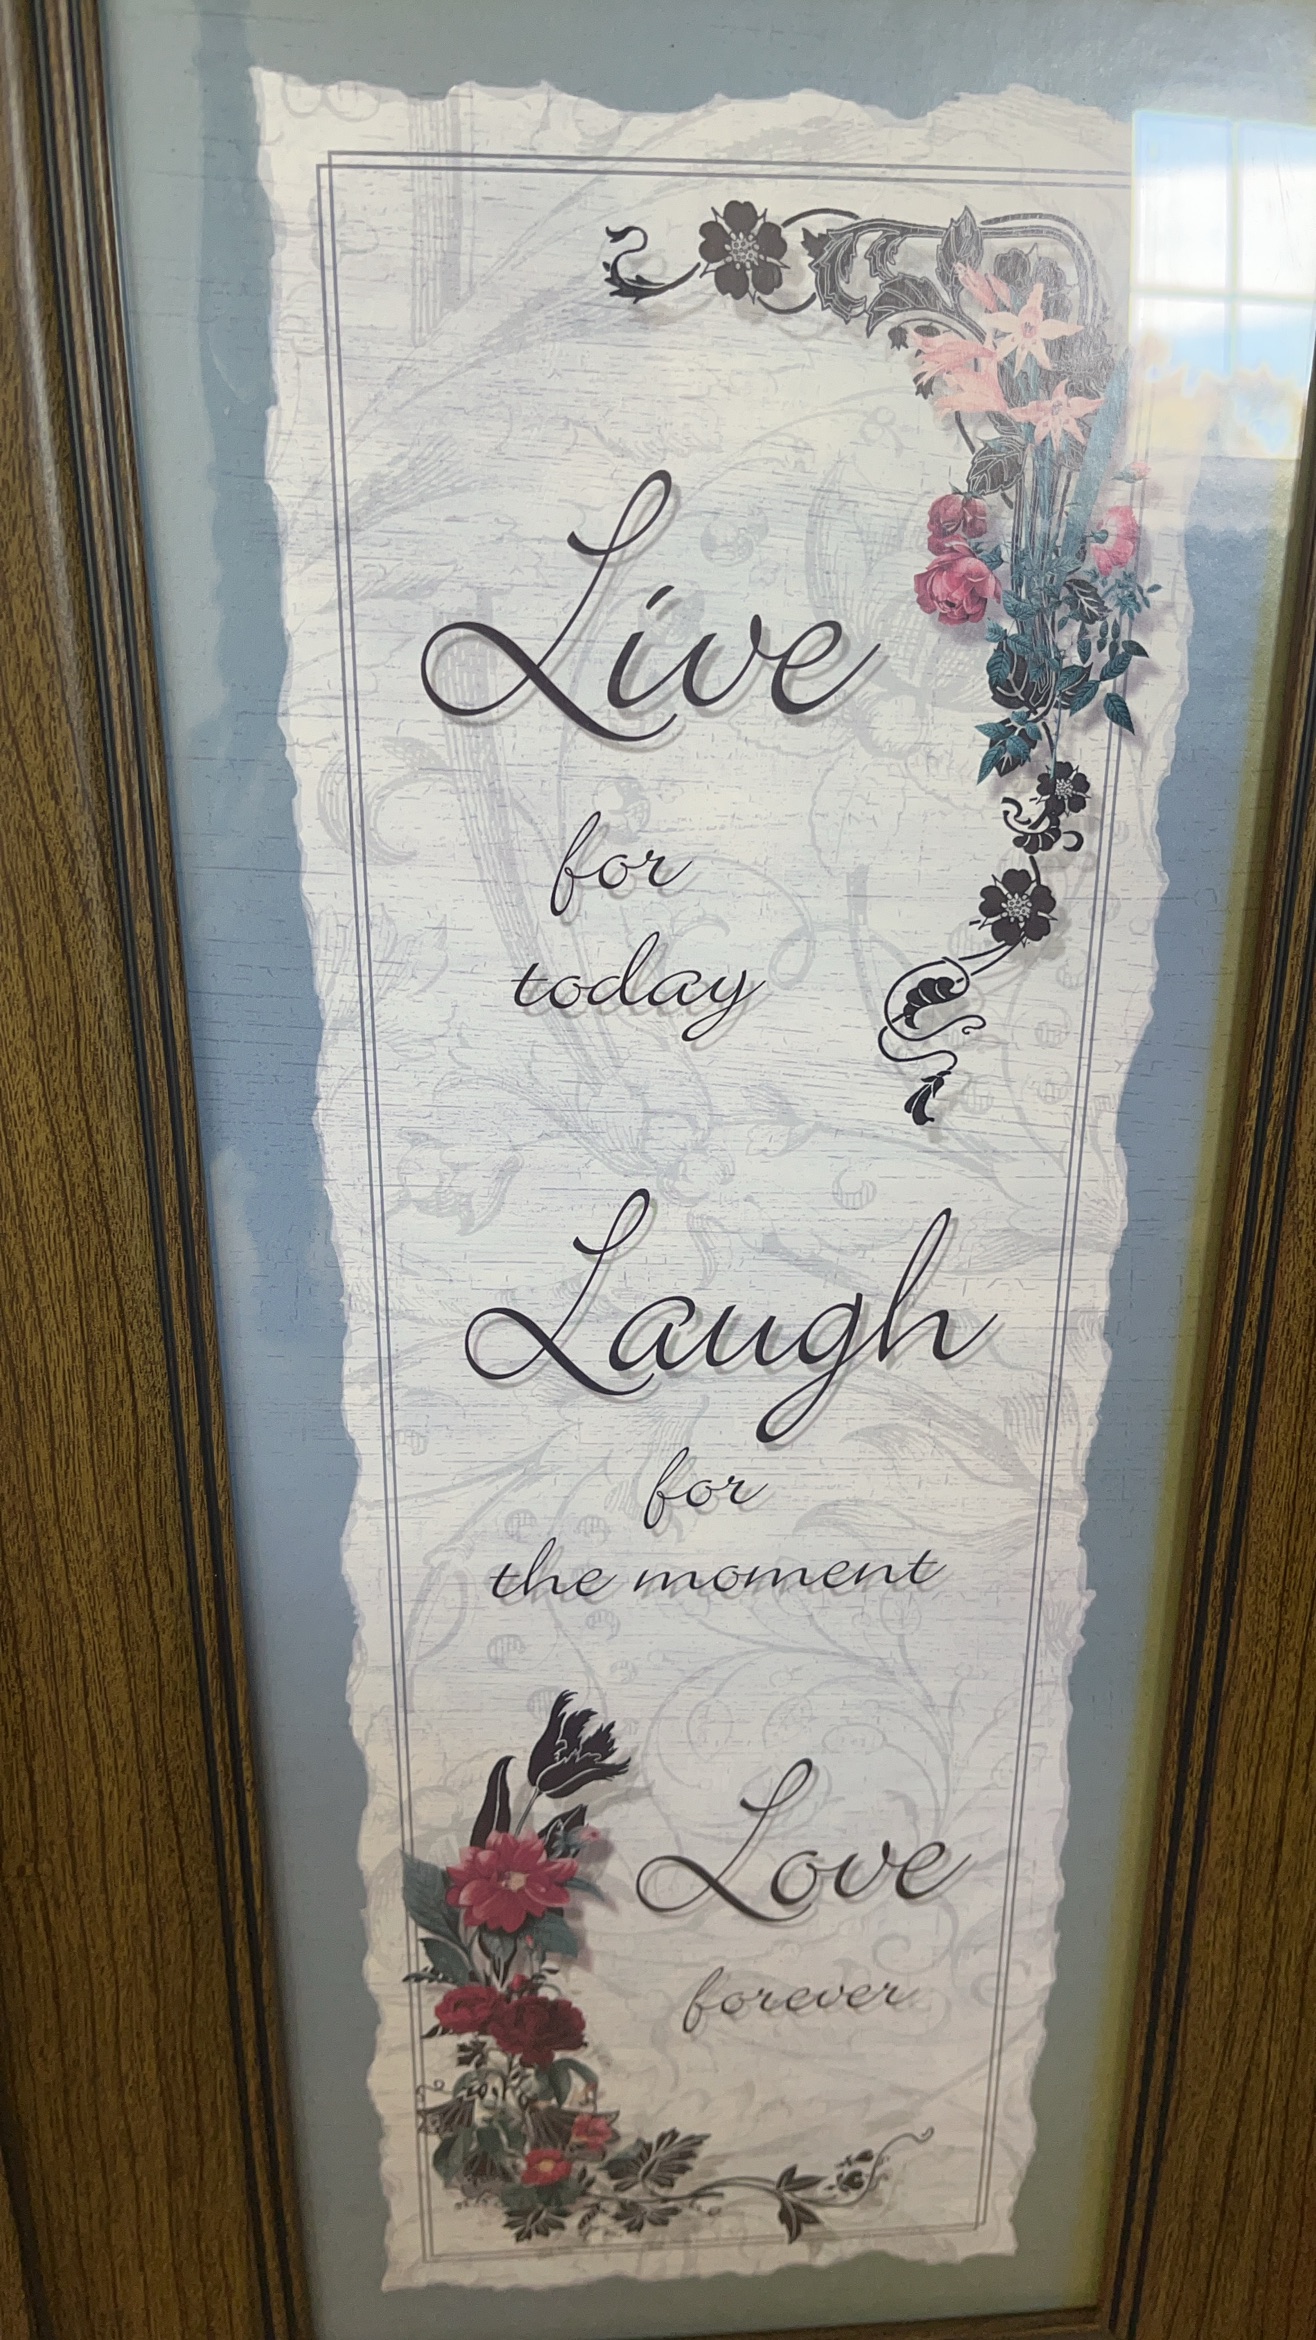 Live
for
today
Laugh
for
the moment
Love
forever